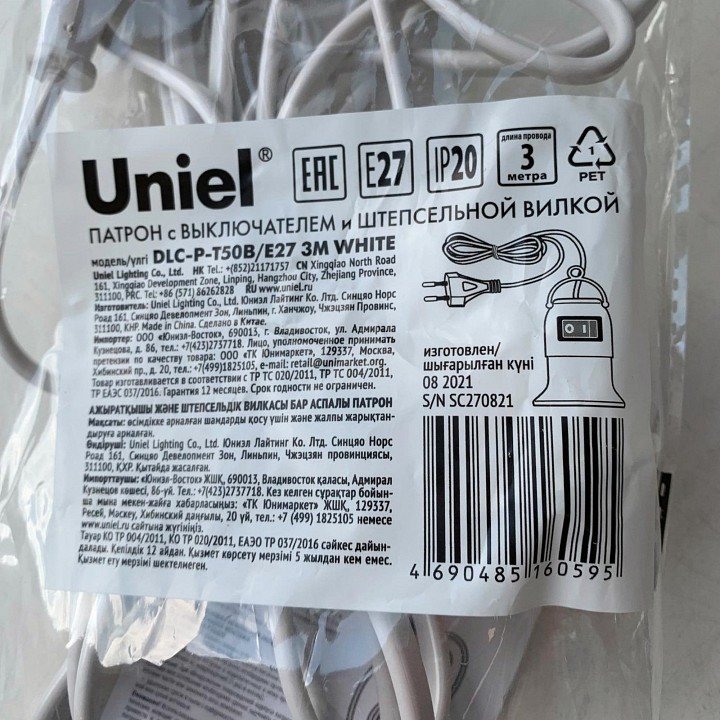 Uniel®
EAC E27 IP20
длина провода
3
метра
1
PET
ПАТРОН с ВЫКЛЮЧАТЕЛЕМ и ШТЕПСЕЛЬНОЙ ВИЛКОЙ
модель/үлгі DLC-P-T50B/E27 3M WHITE
Uniel Lighting Co., Ltd. HK Tel.: +(852)21171757 CN Xingqiao North Road
161, Xingqiao Development Zone, Linping, Hangzhou City, Zhejiang Province,
311100, PRC. Tel: +86 (571) 86262828 RU www.uniel.ru
Изготовитель: Uniel Lighting Co., Ltd. Юниэл Лайтинг Ко. Лтд. Синцяо Норс
Роад 161, Синцяо Девелопмент Зон, Линьпин, г. Ханчжоу, Чжэцзян Провинс,
311100, КНР. Made in China. Сделано в Китае.
Импортер: ООО «Юниэл-Восток», 690013, г. Владивосток, ул. Адмирала
Кузнецова, д. 86, тел.: +7(423)2737718. Лицо, уполномоченное принимать
претензии по качеству товара: ООО «ТК Юнимаркет», 129337, Москва,
Хибинский пр., д. 20, тел.: +7(499)1825105, e-mail: retail@unimarket.org.
Товар изготавливается в соответствии с ТР ТС 020/2011, ТР ТС 004/2011,
ТР ЕАЭС 037/2016. Гарантия 12 месяцев. Срок годности не ограничен.
АЖЫРАТҚЫШЫ ЖӘНЕ ШТЕПСЕЛЬДІК ВИЛКАСЫ БАР АСПАЛЫ ПАТРОН
Мақсаты: өсімдікке арналған шамдарды қосу үшін және жалпы жарықтан-
дыруға арналған.
Өндіруші: Uniel Lighting Co., Ltd. Юниэл Лайтинг Ко. Лтд. Синцяо Норс
Роад 161, Синцяо Девелопмент Зон, Линьпин, Чжэцзян провинциясы,
311100, ҚХР. Қытайда жасалған.
Импорттаушы: «Юниэл-Восток» ЖШҚ, 690013, Владивосток қаласы, Адмирал
Кузнецов көшесі, 86-үй. Тел.: +7(423)2737718. Кез келген сұрақтар бойын-
ша мына мекен-жайға хабарласыңыз: «ТК Юнимаркет» ЖШҚ, 129337,
Ресей, Мәскеу, Хибинский даңғылы, 20 үй, тел.: +7 (499) 1825105 немесе
www.uniel.ru сайтына жүгініңіз.
Тауар КО ТР 004/2011, КО ТР 020/2011, ЕАЭО ТР 037/2016 сәйкес дайын-
далады. Кепілдік 12 айдан. Қызмет көрсету мерзімі 5 жылдан кем емес.
Қызмет ету мерзімі шектелмеген.
O I
изготовлен/
шығарылған күні
08 2021
S/N SC270821
4 690485 160595